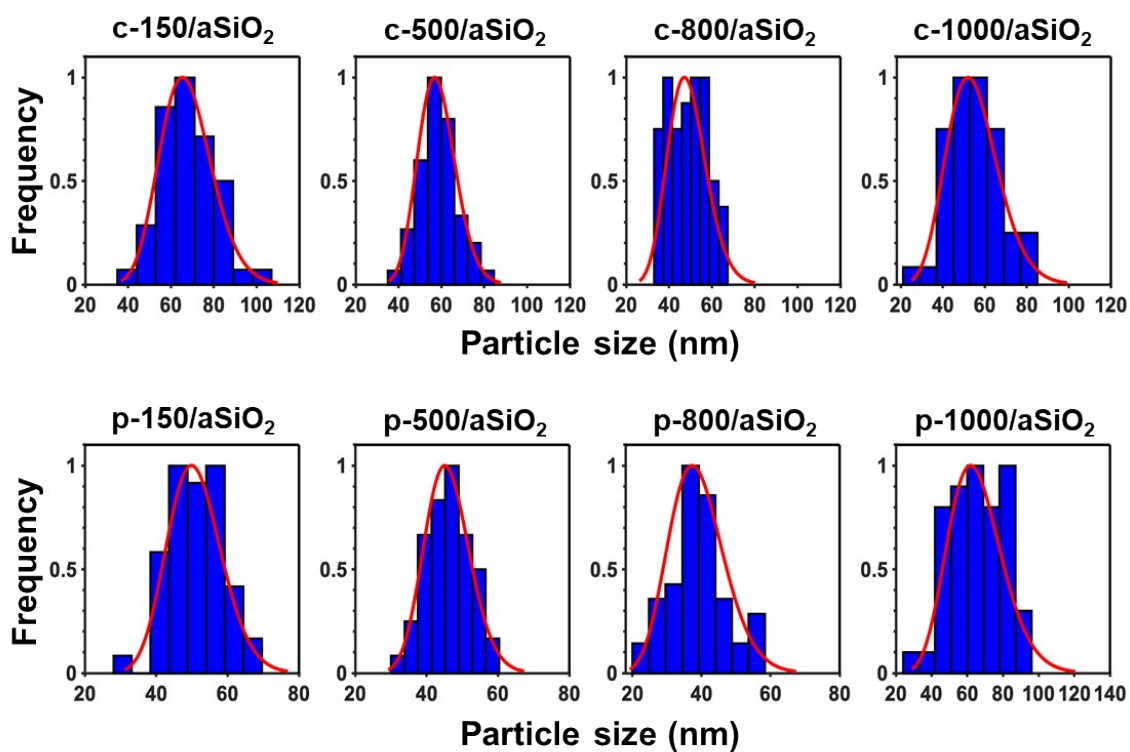 c-150/aSiO₂ c-500/aSiO₂ c-800/aSiO₂ c-1000/aSiO₂
Frequency
1 1 1 1
0.5 0.5 0.5 0.5
0 0 0 0
20 40 60 80 100 120 20 40 60 80 100 120 20 40 60 80 100 120 20 40 60 80 100 120
Particle size (nm)
p-150/aSiO₂ p-500/aSiO₂ p-800/aSiO₂ p-1000/aSiO₂
Frequency
1 1 1 1
0.5 0.5 0.5 0.5
0 0 0 0
20 40 60 80 20 40 60 80 20 40 60 80 20 40 60 80 100 120 140
Particle size (nm)